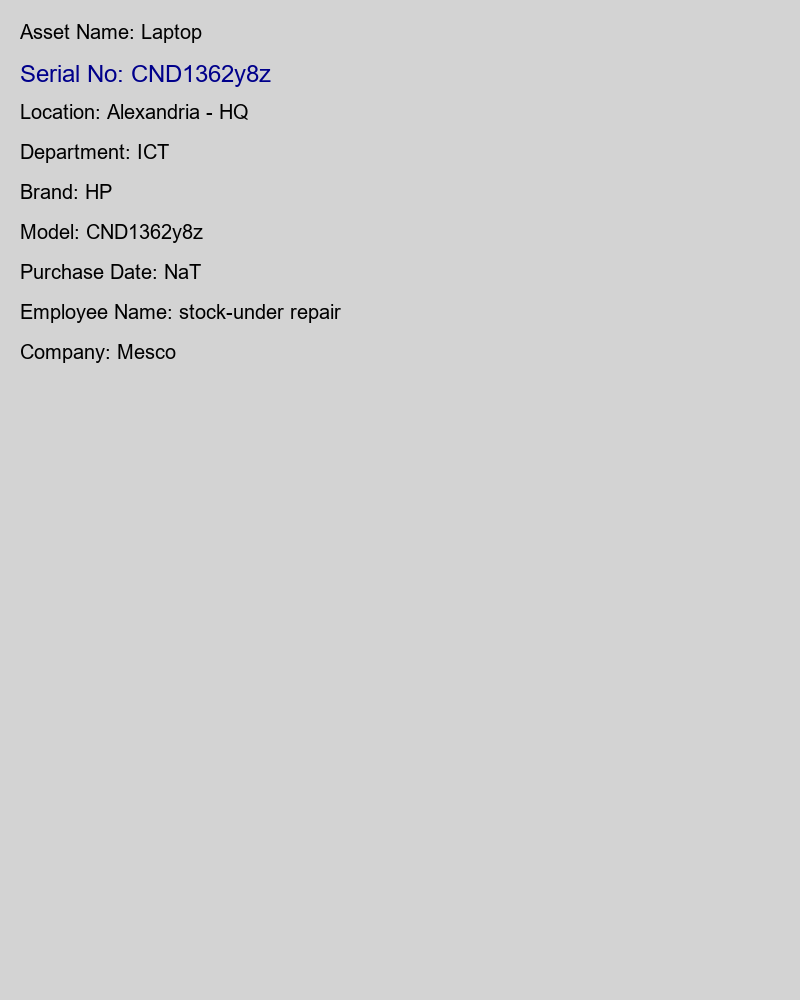 Asset Name: Laptop
Serial No: CND1362y8z
Location: Alexandria - HQ
Department: ICT
Brand: HP
Model: CND1362y8z
Purchase Date: NaT
Employee Name: stock-under repair
Company: Mesco